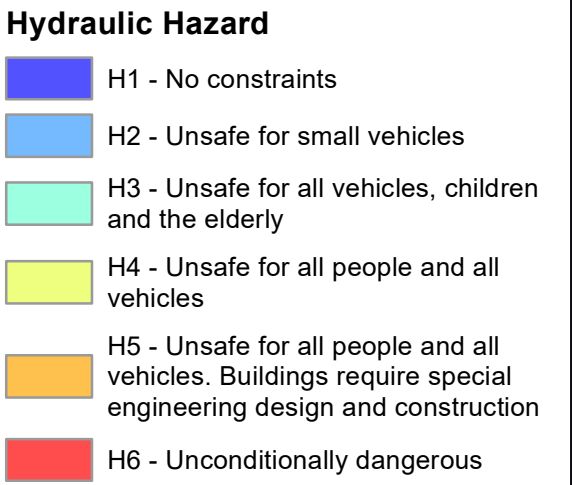 Hydraulic Hazard
H1 - No constraints
H2 - Unsafe for small vehicles
H3 - Unsafe for all vehicles, children
and the elderly
H4 - Unsafe for all people and all
vehicles
H5 - Unsafe for all people and all
vehicles. Buildings require special
engineering design and construction
H6 - Unconditionally dangerous